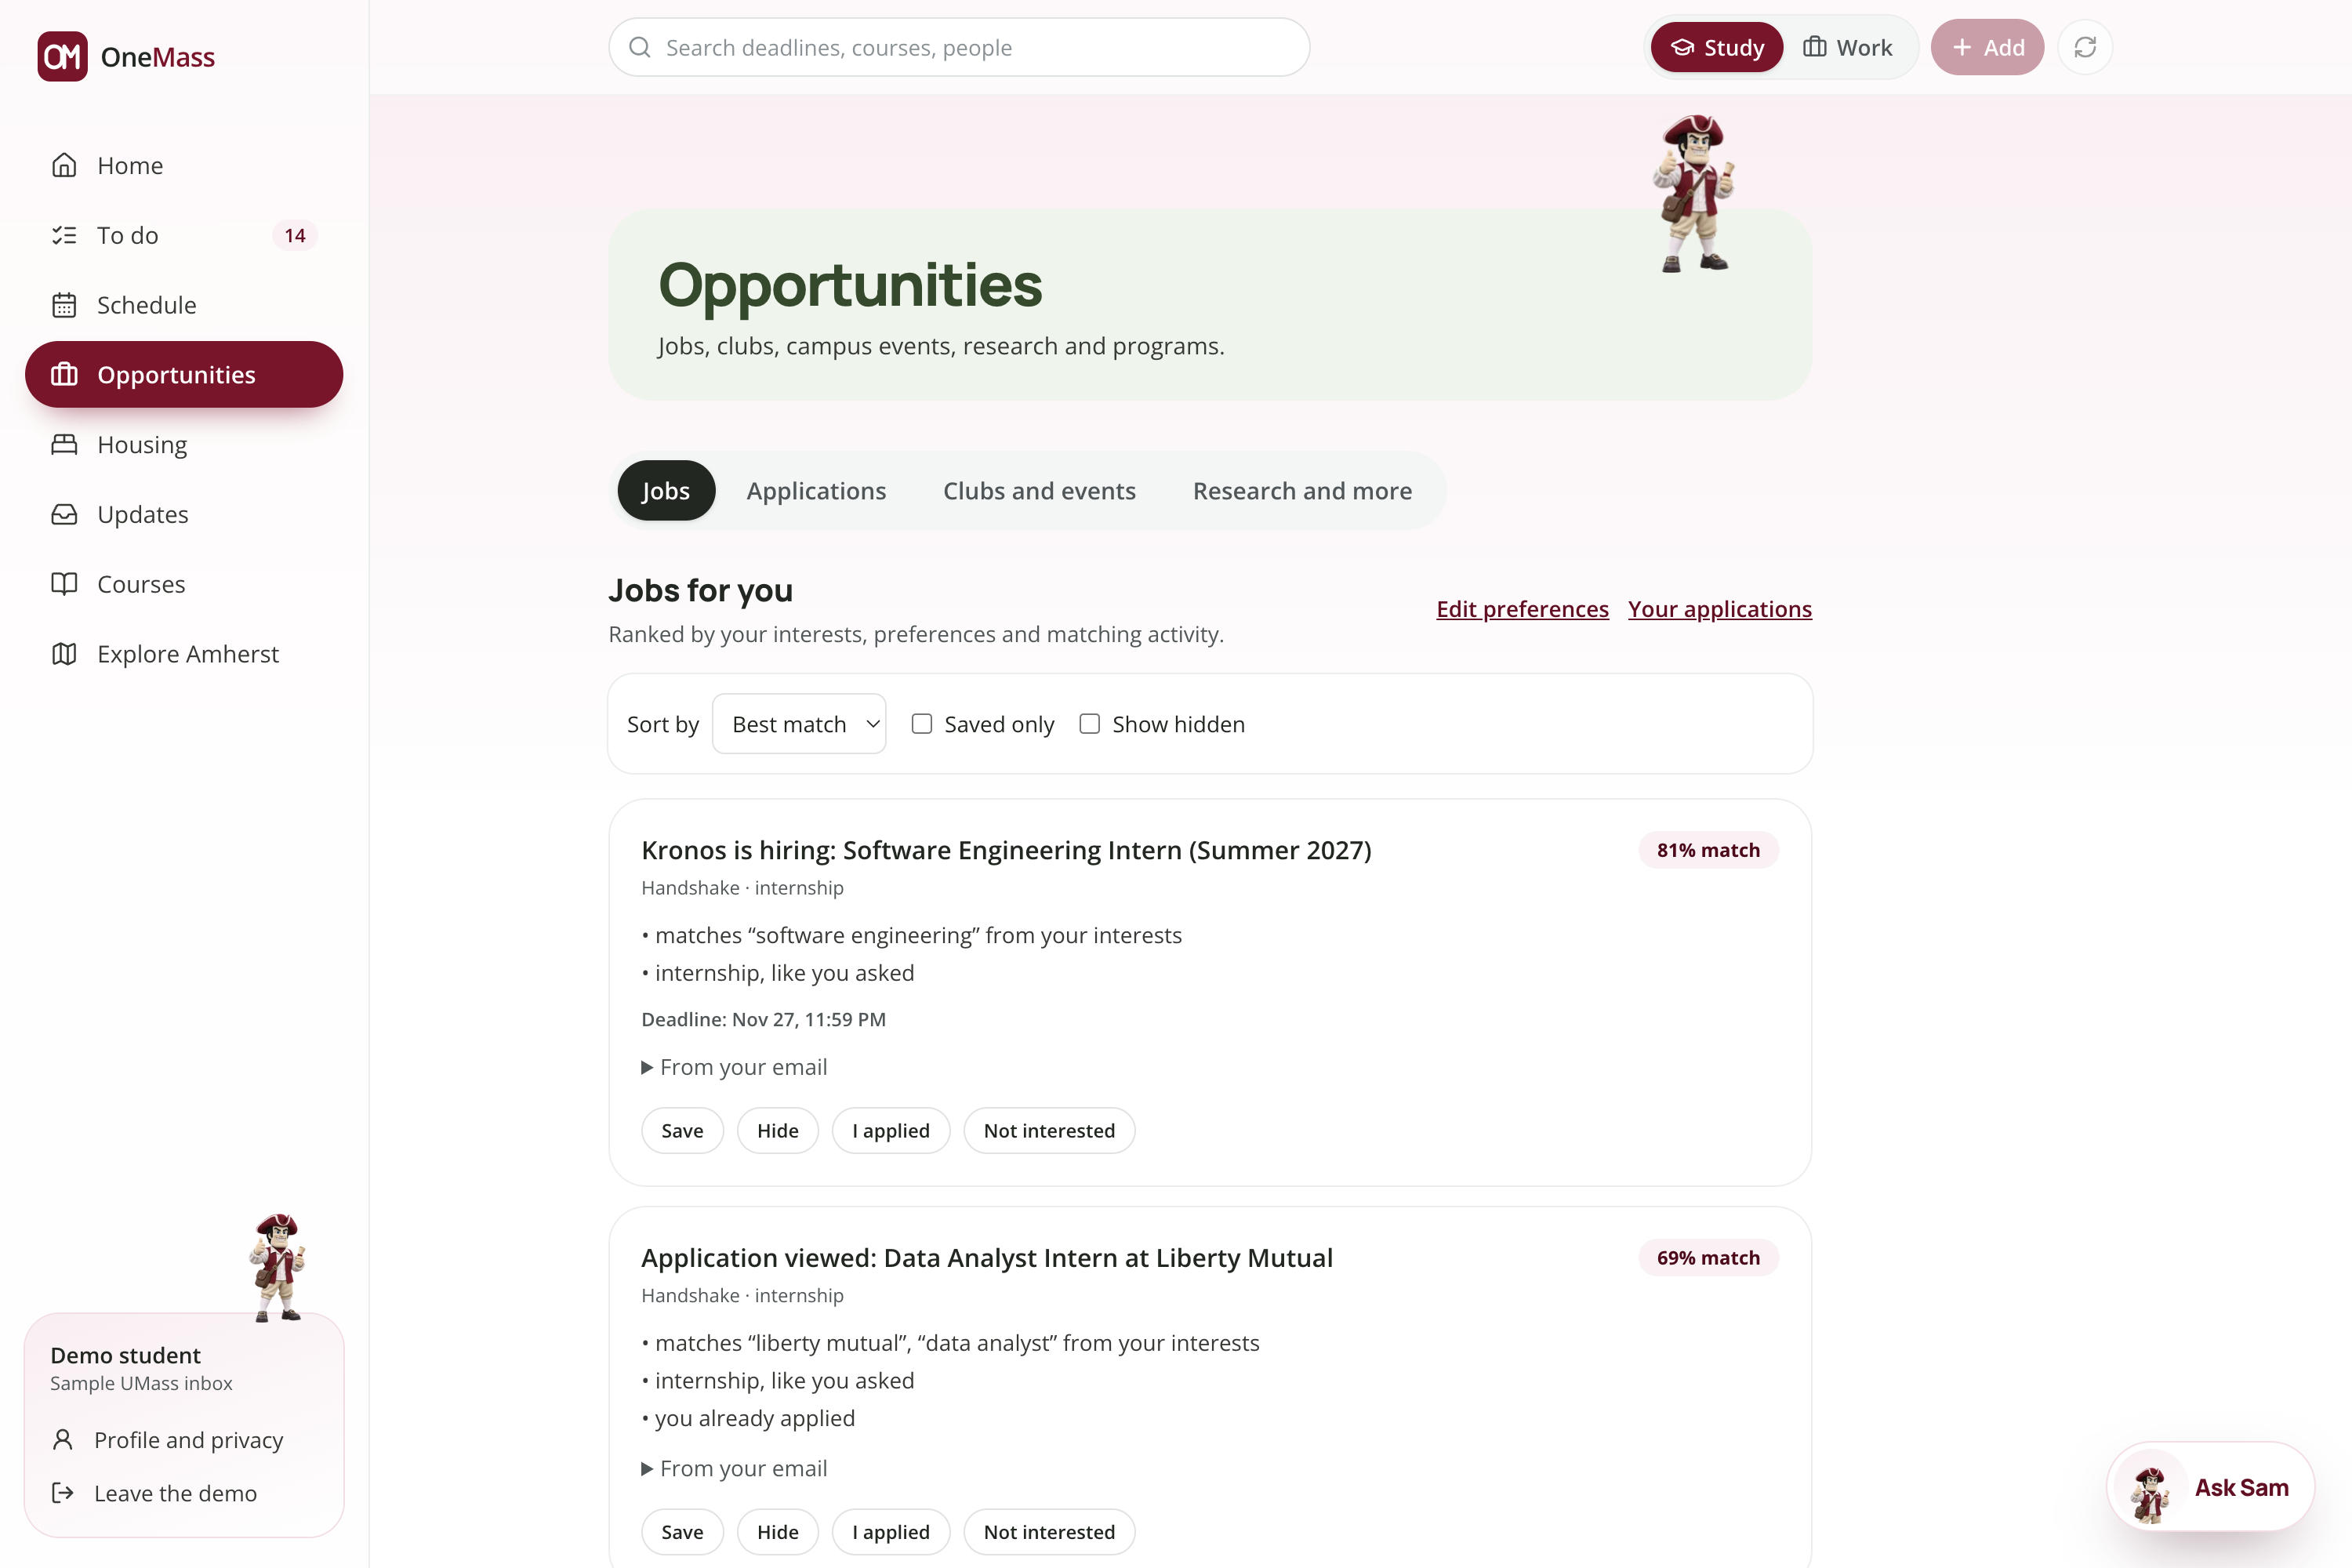 OM OneMass
Search deadlines, courses, people
Study
Work
+ Add
Home
To do 14
Schedule
Opportunities
Housing
Updates
Courses
Explore Amherst
Opportunities
Jobs, clubs, campus events, research and programs.
Jobs
Applications
Clubs and events
Research and more
Jobs for you
Ranked by your interests, preferences and matching activity.
Edit preferences
Your applications
Sort by Best match Saved only Show hidden
Kronos is hiring: Software Engineering Intern (Summer 2027) 81% match
Handshake · internship
• matches “software engineering” from your interests
• internship, like you asked
Deadline: Nov 27, 11:59 PM
▶ From your email
Save Hide I applied Not interested
Application viewed: Data Analyst Intern at Liberty Mutual 69% match
Handshake · internship
• matches “liberty mutual”, “data analyst” from your interests
• internship, like you asked
• you already applied
▶ From your email
Save Hide I applied Not interested
Demo student
Sample UMass inbox
Profile and privacy
Leave the demo
Ask Sam